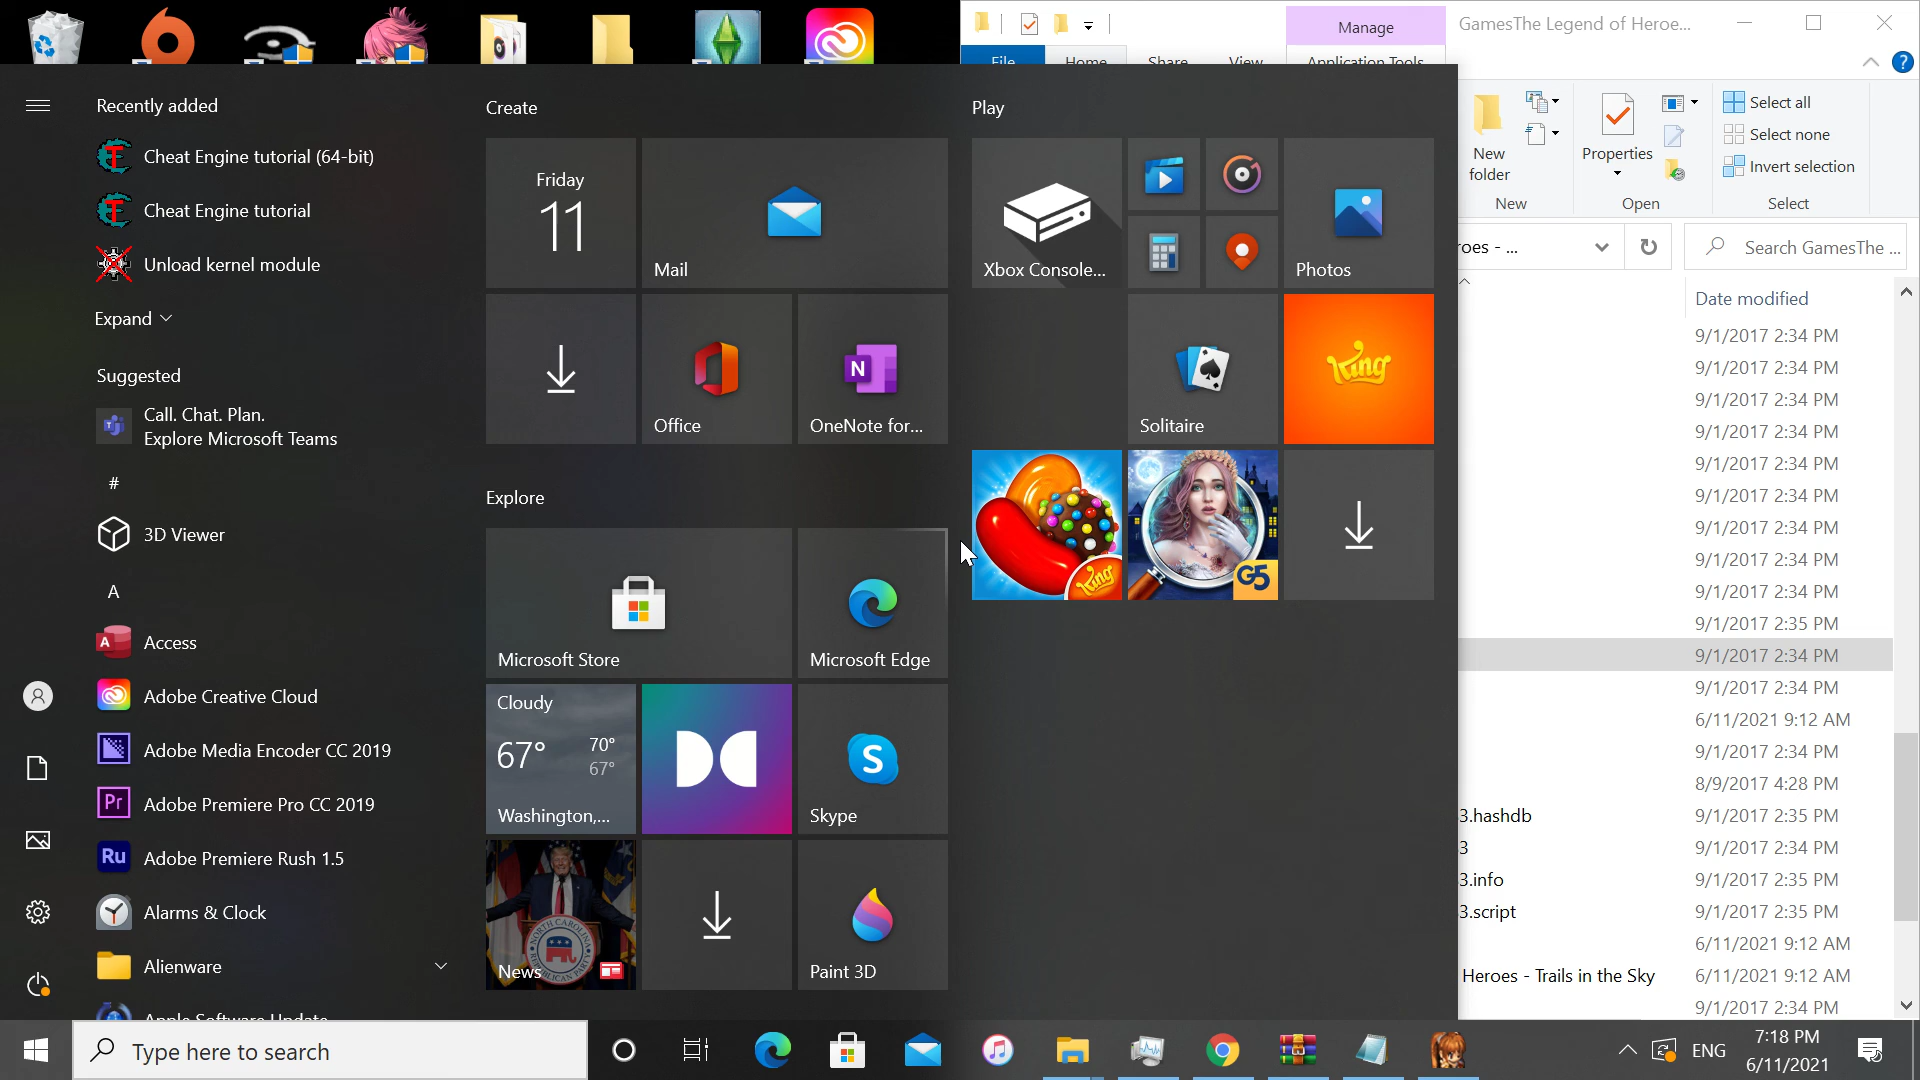 Manage
GamesThe Legend of Heroe...
File
Home
Share
View
Application Tools
Recently added
Cheat Engine tutorial (64-bit)
Cheat Engine tutorial
Unload kernel module
Expand
Suggested
Call. Chat. Plan.
Explore Microsoft Teams
#
3D Viewer
A
Access
Adobe Creative Cloud
Adobe Media Encoder CC 2019
Adobe Premiere Pro CC 2019
Adobe Premiere Rush 1.5
Alarms & Clock
Alienware
Apple Software Update
Create
Friday
11
Mail
Office
OneNote for...
Explore
Microsoft Store
Microsoft Edge
Cloudy
67°
70°
67°
Washington,...
Skype
NORTH CAROLINA
REPUBLICAN PARTY
News
Paint 3D
Play
Xbox Console...
Photos
Solitaire
King
King
G5
New
folder
New
Properties
Open
Select all
Select none
Invert selection
Select
roes - ...
Search GamesThe ...
Date modified
9/1/2017 2:34 PM
9/1/2017 2:34 PM
9/1/2017 2:34 PM
9/1/2017 2:34 PM
9/1/2017 2:34 PM
9/1/2017 2:34 PM
9/1/2017 2:34 PM
9/1/2017 2:34 PM
9/1/2017 2:34 PM
9/1/2017 2:35 PM
9/1/2017 2:34 PM
9/1/2017 2:34 PM
6/11/2021 9:12 AM
9/1/2017 2:34 PM
8/9/2017 4:28 PM
3.hashdb 9/1/2017 2:35 PM
3 9/1/2017 2:34 PM
3.info 9/1/2017 2:35 PM
3.script 9/1/2017 2:35 PM
6/11/2021 9:12 AM
Heroes - Trails in the Sky 6/11/2021 9:12 AM
9/1/2017 2:34 PM
Type here to search
ENG
7:18 PM
6/11/2021